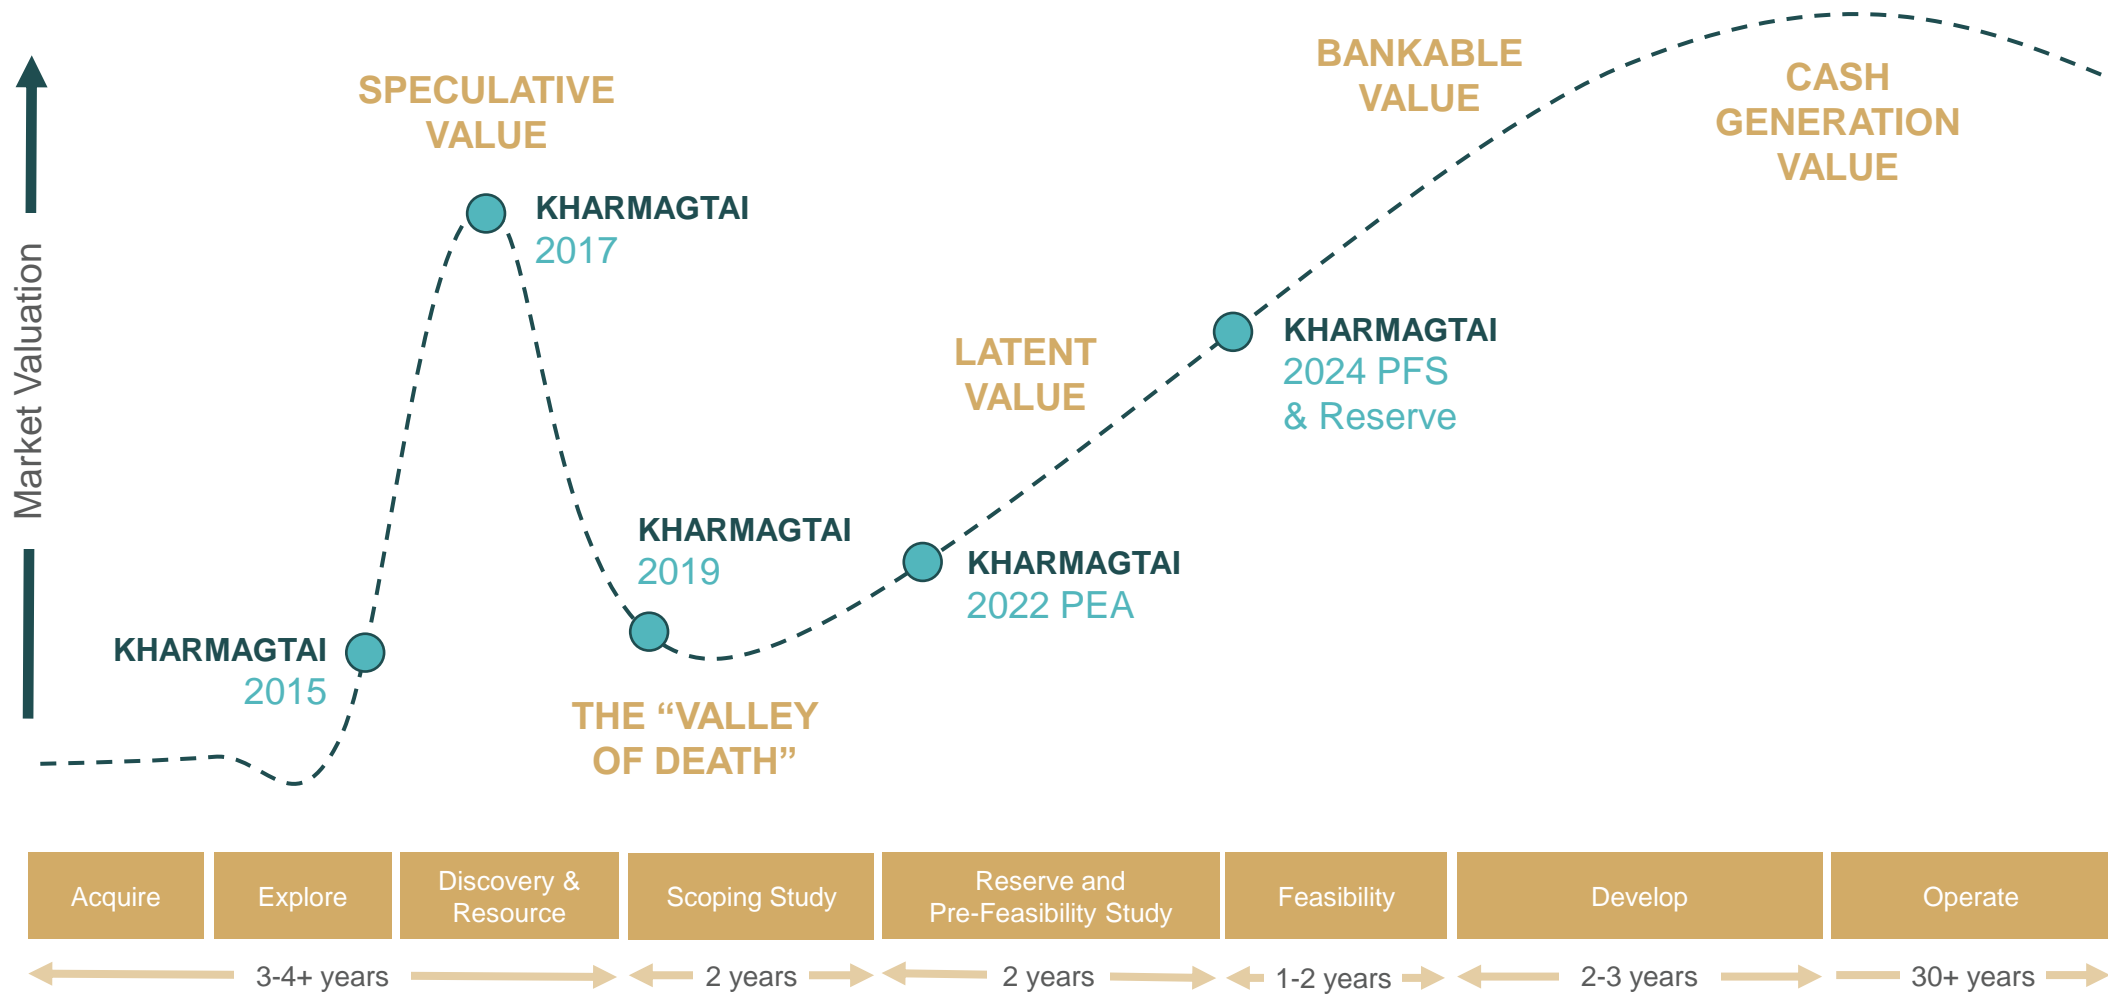 Market Valuation
SPECULATIVE
VALUE
KHARMAGTAI
2017
BANKABLE
VALUE
CASH
GENERATION
VALUE
LATENT
VALUE
KHARMAGTAI
2024 PFS
& Reserve
KHARMAGTAI
2019
KHARMAGTAI
2022 PEA
KHARMAGTAI
2015
THE “VALLEY
OF DEATH”
Acquire
Explore
Discovery &
Resource
Scoping Study
Reserve and
Pre-Feasibility Study
Feasibility
Develop
Operate
3-4+ years
2 years
2 years
1-2 years
2-3 years
30+ years